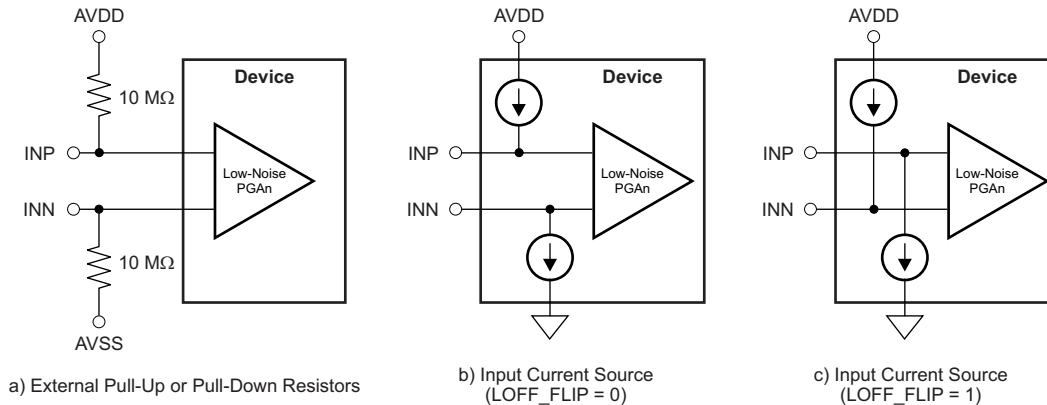 AVDD
Device
10 MΩ
INP
Low-Noise
PGAn
INN
10 MΩ
AVSS
a) External Pull-Up or Pull-Down Resistors
AVDD
Device
INP
Low-Noise
PGAn
INN
b) Input Current Source
(LOFF_FLIP = 0)
AVDD
Device
INP
Low-Noise
PGAn
INN
c) Input Current Source
(LOFF_FLIP = 1)